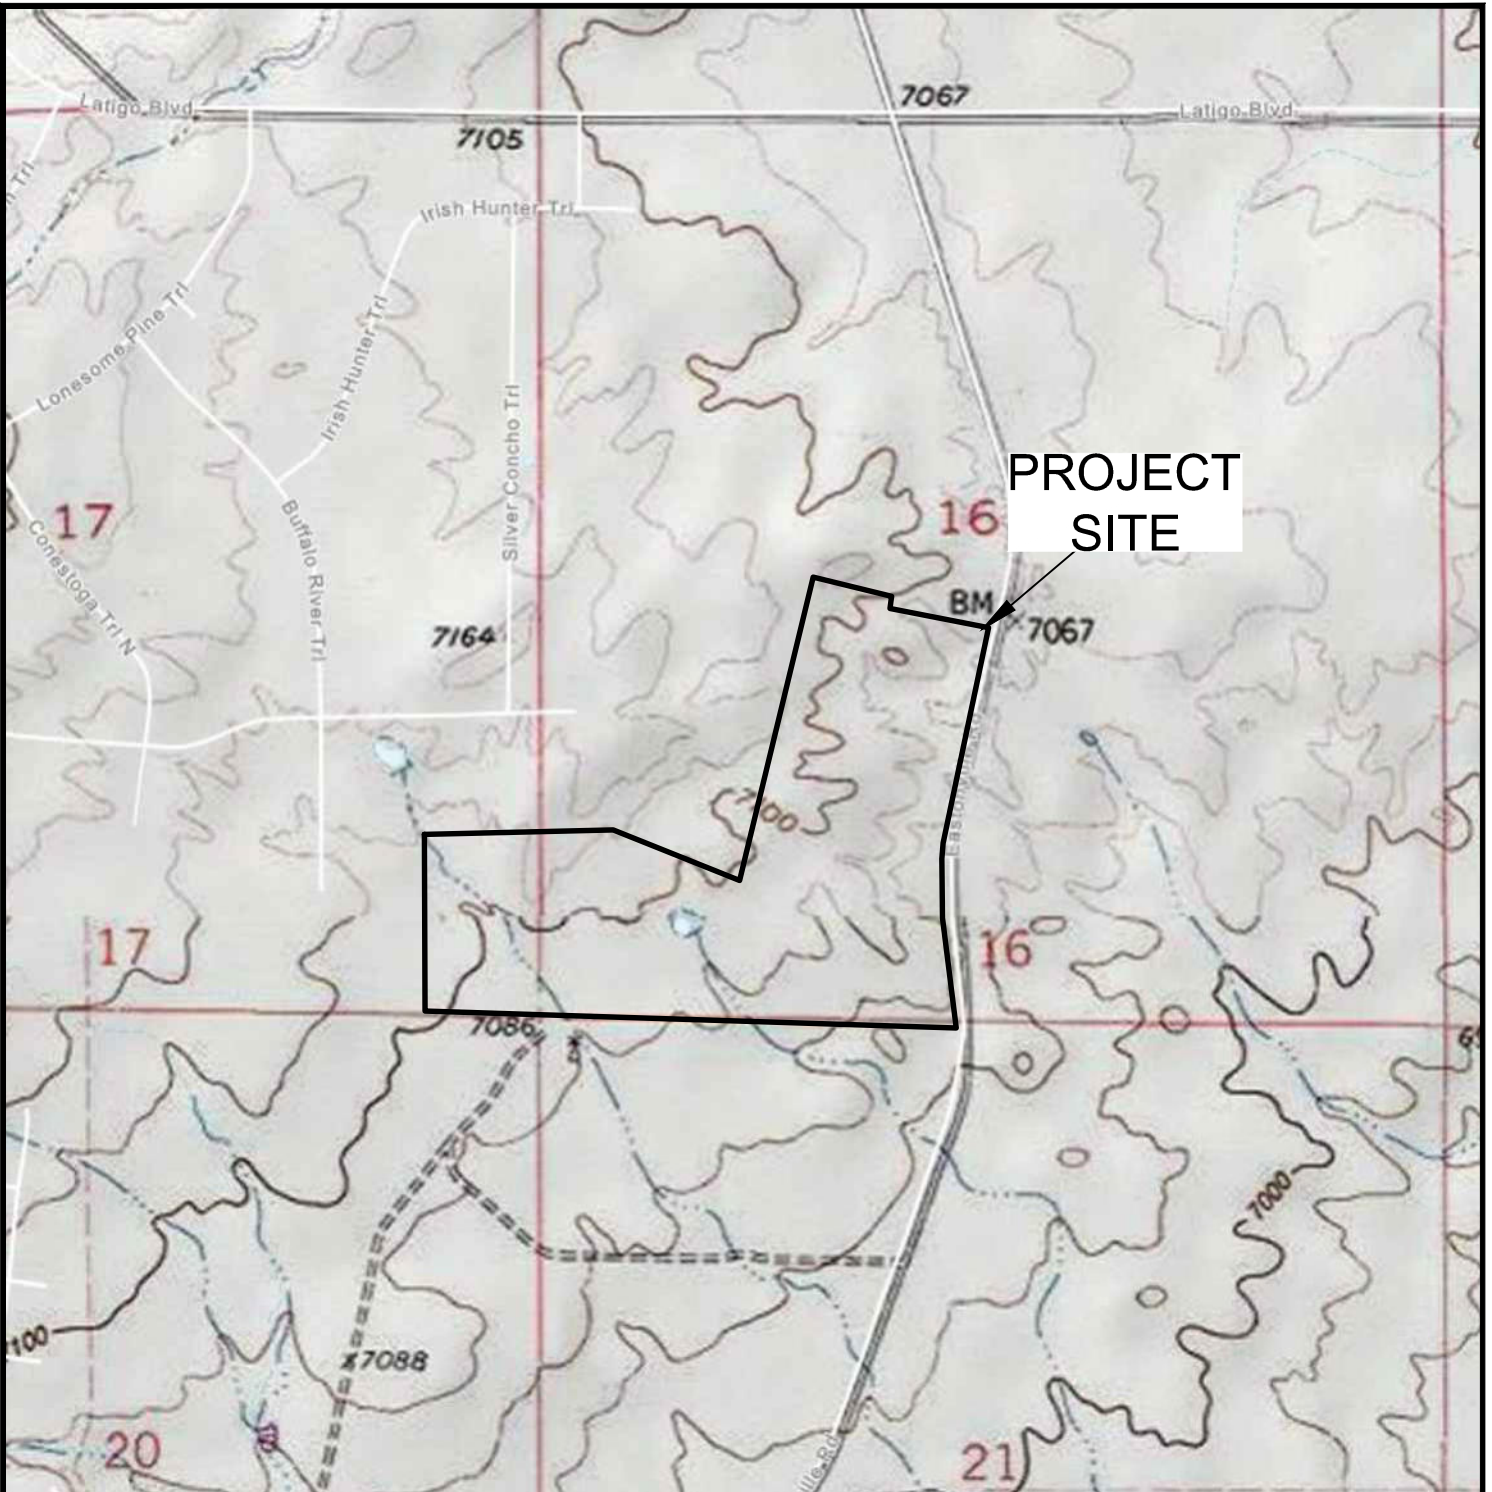 7067
Latigo Blvd
Latigo Blvd
7105
Irish Hunter Trl
Lonesome Pine Trl
Irish Hunter Trl
Silver Concho Trl
PROJECT
SITE
17
16
Conestoga Trl N
Buffalo River Trl
BM
7067
7164
17
16
7086
7000
7100
7088
20
21